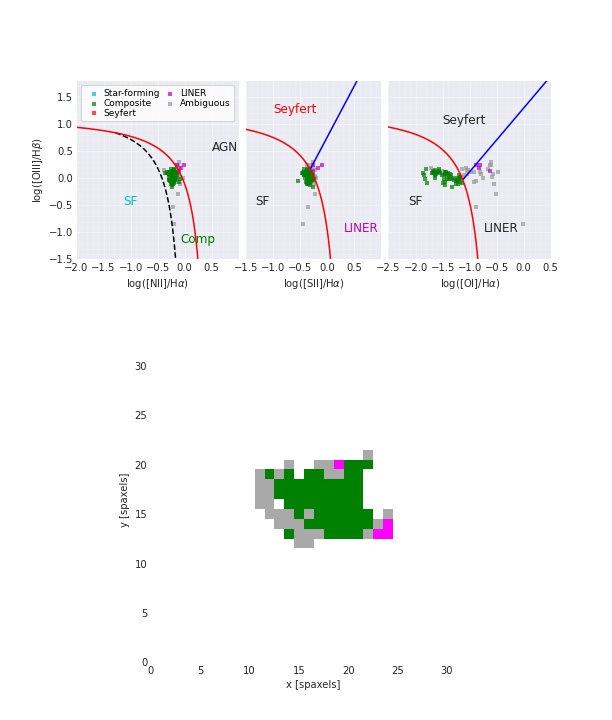 Star-forming
Composite
Seyfert
LINER
Ambiguous
AGN
SF
Comp
1.5
1.0
0.5
0.0
−0.5
−1.0
−1.5
log([OIII]/Hβ)
−2.0 −1.5 −1.0 −0.5 0.0 0.5
log([NII]/Hα)
Seyfert
SF
LINER
−1.0 −0.5 0.0 0.5
log([SII]/Hα)
Seyfert
SF
LINER
−2.5 −2.0 −1.5 −1.0 −0.5 0.0 0.5
log([OI]/Hα)
30
25
20
15
10
5
0
y [spaxels]
0 5 10 15 20 25 30
x [spaxels]